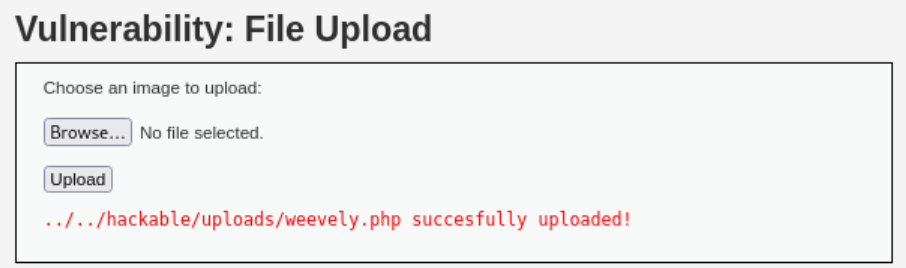 Vulnerability: File Upload
Choose an image to upload:
Browse... No file selected.
Upload
../../hackable/uploads/weevely.php succesfully uploaded!